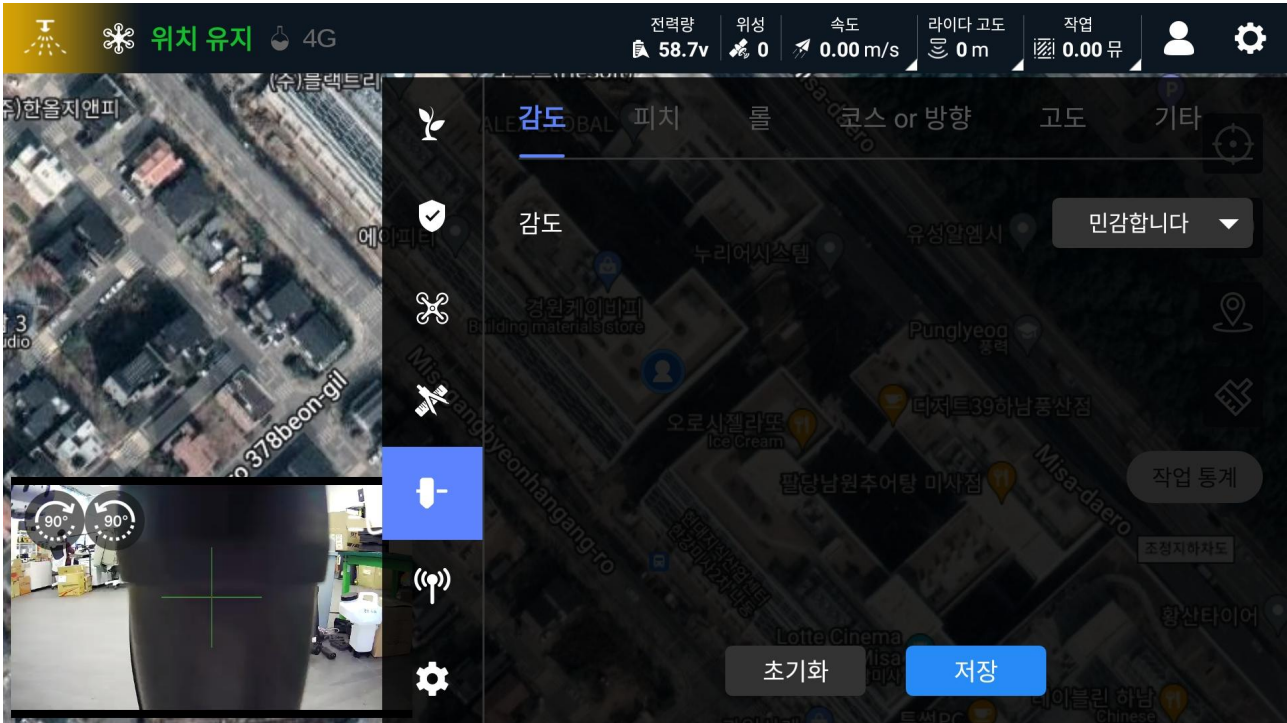 위치 유지
4G
전력량
58.7v
위성
0
속도
0.00 m/s
라이다 고도
0 m
작업
0.00 무
(주)블랙트리
주)한울지앤피
감도
피치
롤
코스 or 방향
고도
기타
P
감도
민감합니다
에이피티
누리어시스템
유성알엠시
경원케이비피
Building materials store
Punglyeog
풍력
378beon-gil
디저트39하남풍산점
오로시젤라또
Ice Cream
작업 통계
팔당남원추어탕 미사점
Misa-daero
조정지하차도
90°
90°
황산타이어
Lotte Cinema
초기화
저장